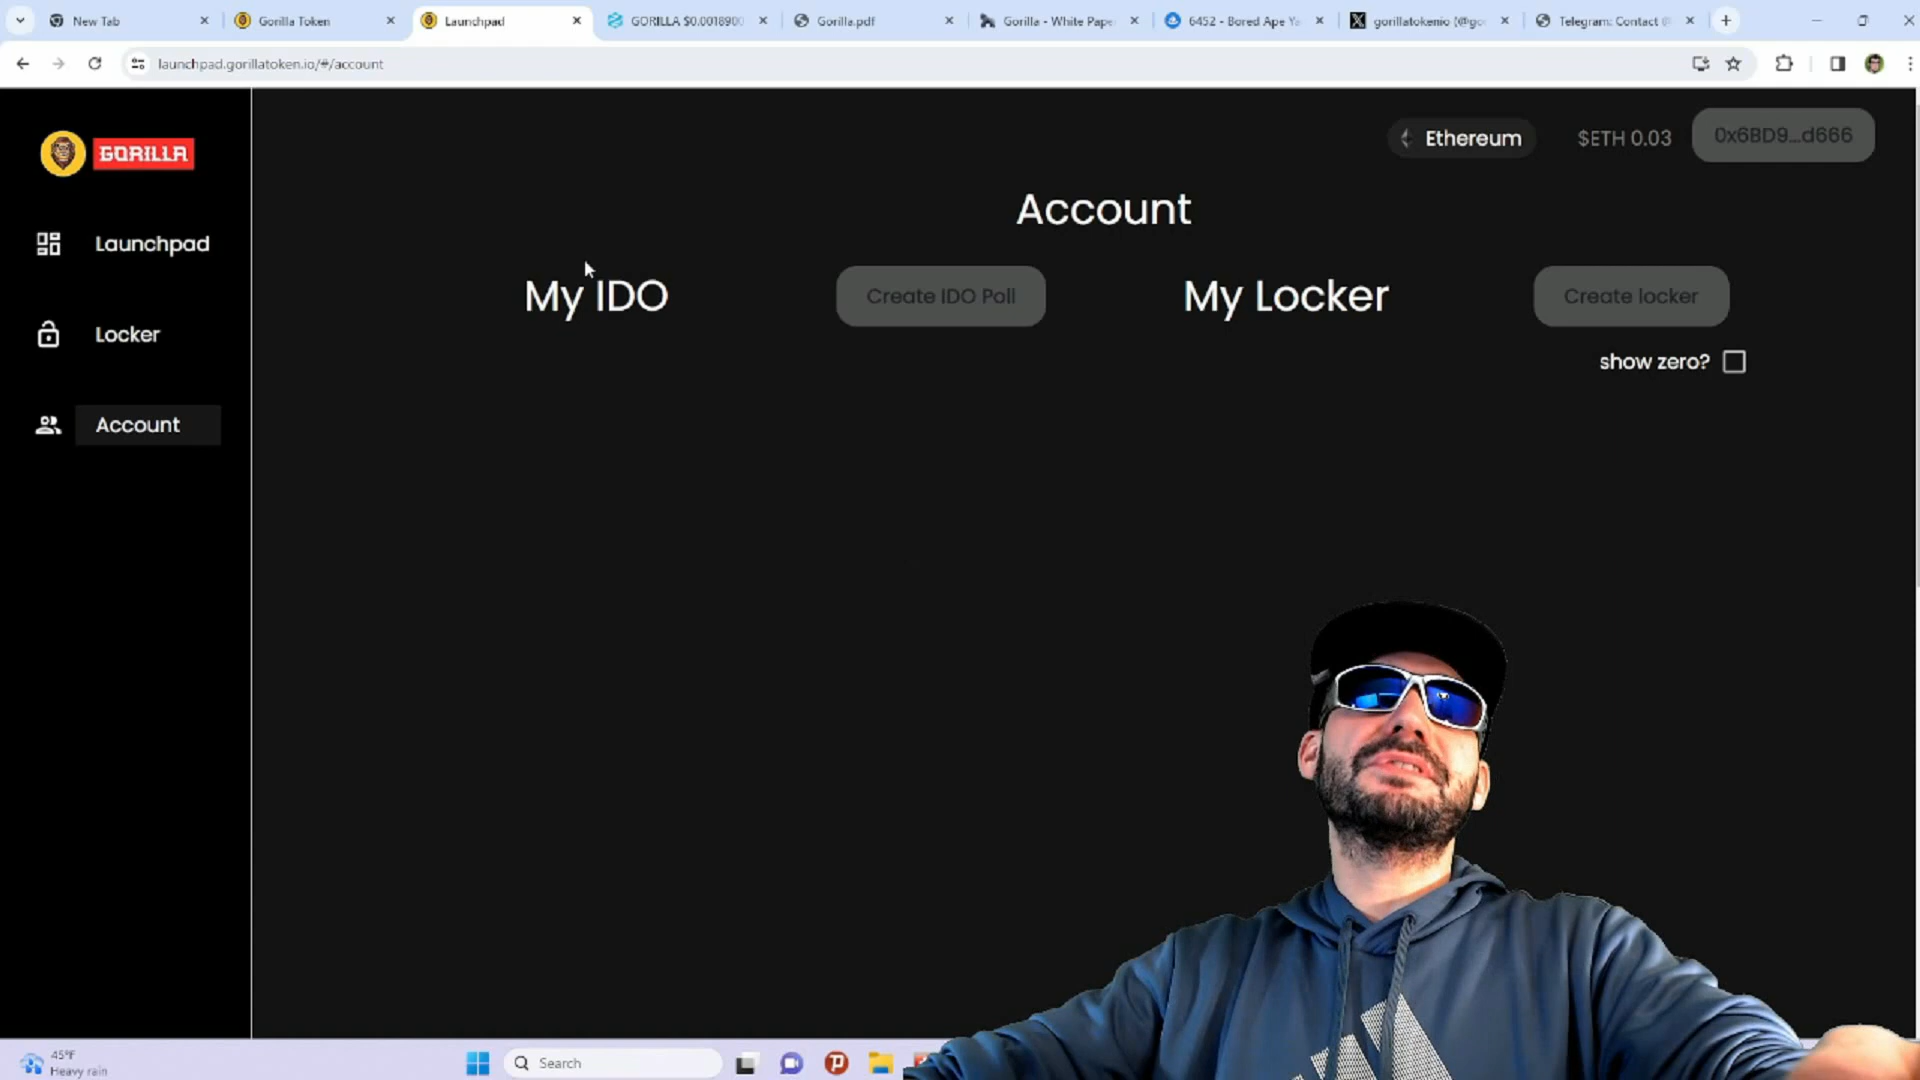 New Tab
Gorilla Token
Launchpad
GORILLA $0.0018900
Gorilla.pdf
Gorilla - White Pape
6452 - Bored Ape Ya
gorillatokenio (@go
Telegram: Contact @
launchpad.gorillatoken.io/#/account
GORILLA
Launchpad
Locker
Account
Ethereum
$ETH 0.03
0x6BD9...d666
Account
My IDO
Create IDO Poll
My Locker
Create locker
show zero?
45°F
Heavy rain
Search